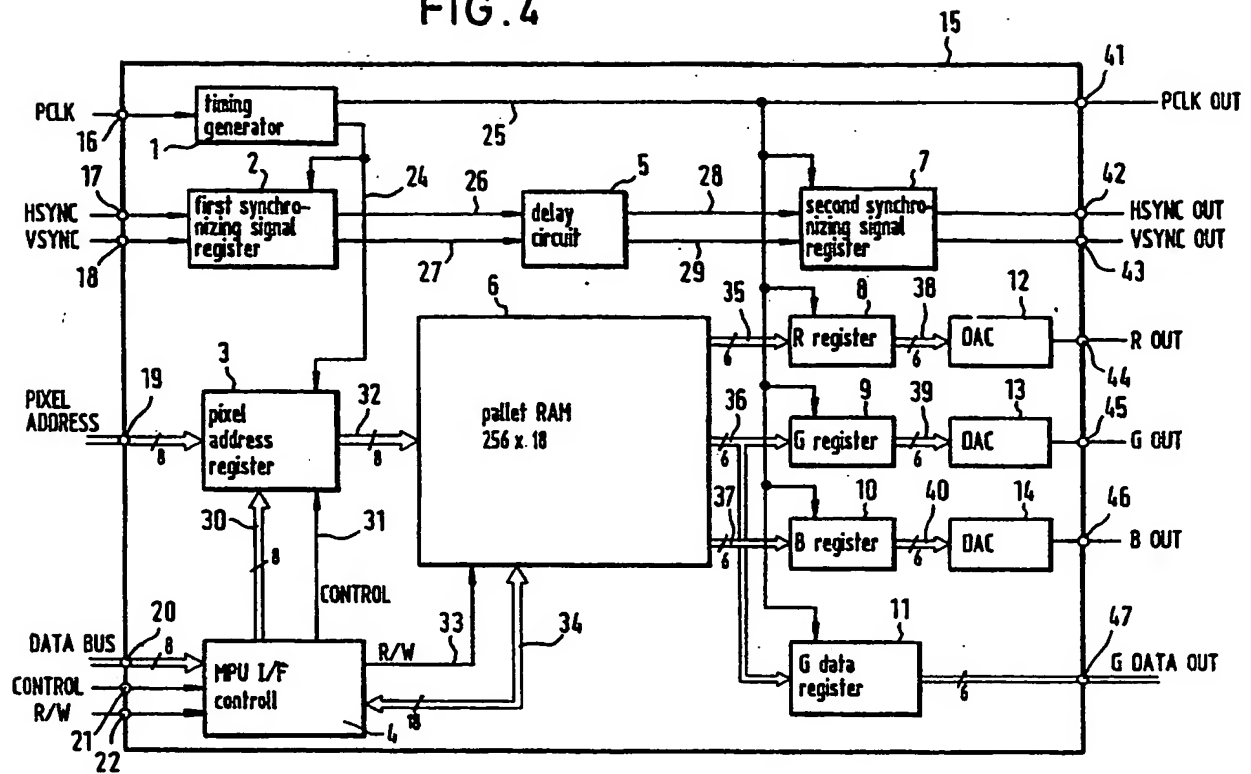 FIG.4
15
41
PCLK
16
timing
generator
1
25
PCLK OUT
17
HSYNC
VSYNC
18
2
first synchro-
nizing signal
register
24
26
27
5
delay
circuit
28
29
7
second synchro-
nizing signal
register
42
HSYNC OUT
VSYNC OUT
43
6
pallet RAM
256 x 18
35
6
8
R register
38
6
12
DAC
R OUT
44
PIXEL
ADDRESS
19
8
3
pixel
address
register
32
8
36
6
9
G register
39
6
13
DAC
45
G OUT
30
8
31
CONTROL
37
6
10
B register
40
6
14
DAC
46
B OUT
DATA BUS
20
8
CONTROL
R/W
21
22
MPU I/F
controll
4
R/W
33
34
18
11
G data
register
6
47
G DATA OUT